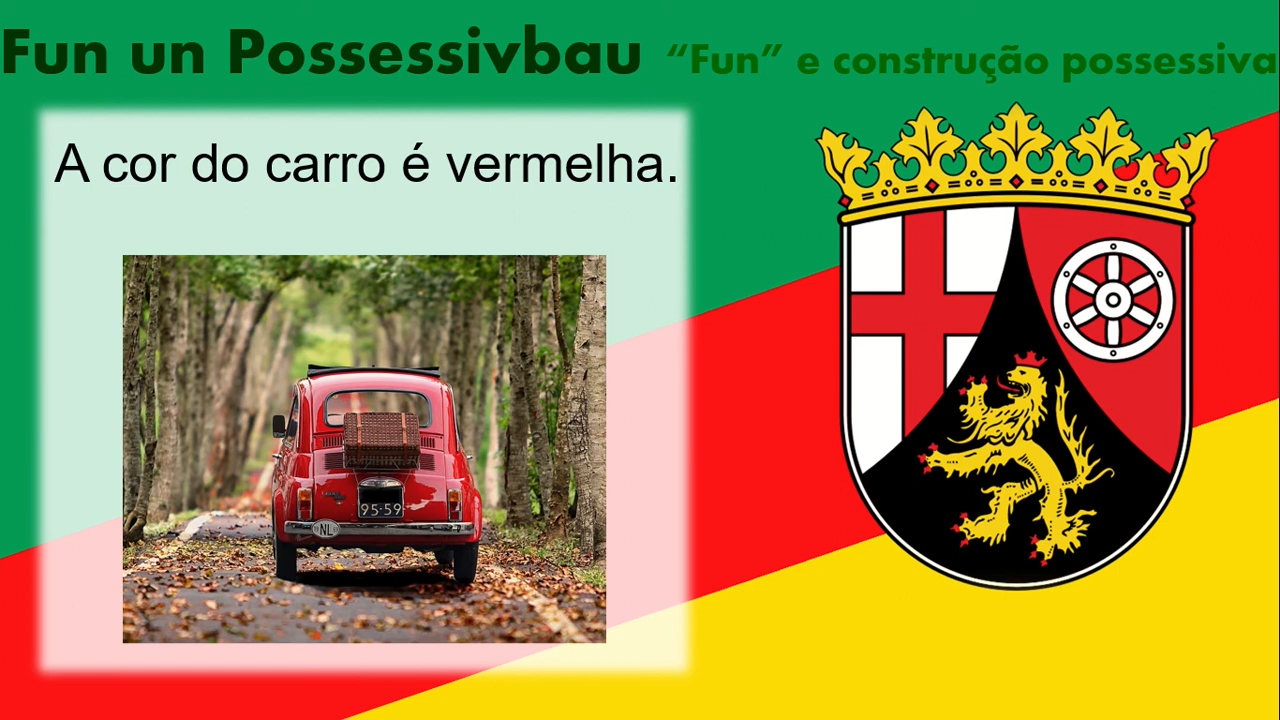 Fun un Possessivbau “Fun” e construção possessiva
A cor do carro é vermelha.
95-59
NL